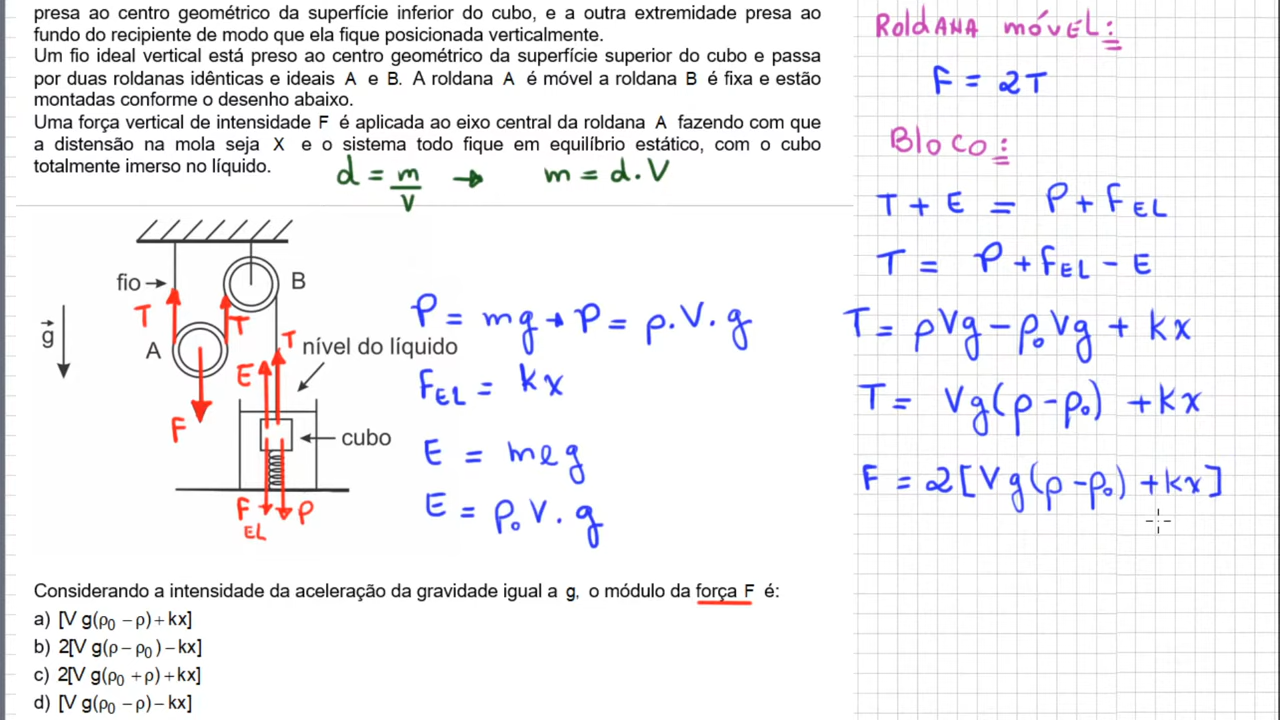 presa ao centro geométrico da superfície inferior do cubo, e a outra extremidade presa ao
fundo do recipiente de modo que ela fique posicionada verticalmente.
Um fio ideal vertical está preso ao centro geométrico da superfície superior do cubo e passa
por duas roldanas idênticas e ideais A e B. A roldana A é móvel a roldana B é fixa e estão
montadas conforme o desenho abaixo.
Uma força vertical de intensidade F é aplicada ao eixo central da roldana A fazendo com que
a distensão na mola seja X e o sistema todo fique em equilíbrio estático, com o cubo
totalmente imerso no líquido.
d = m/V → m = d.V
fio
B
T
T
A
g
T
nível do líquido
E
F
cubo
F EL
P
P = mg → P = ρ.V.g
FEL = kx
E = meg
E = ρ₀V.g
Considerando a intensidade da aceleração da gravidade igual a g, o módulo da força F é:
a) [V g(ρ₀ – ρ) + kx]
b) 2[V g(ρ – ρ₀) – kx]
c) 2[V g(ρ₀ + ρ) + kx]
d) [V g(ρ₀ – ρ) – kx]
RoldANA móvEL:
F = 2T
Bloco:
T + E = P + FEL
T = P + FEL – E
T = ρVg – ρ₀Vg + kx
T = Vg(ρ – ρ₀) + kx
F = 2[Vg(ρ – ρ₀) + kx]